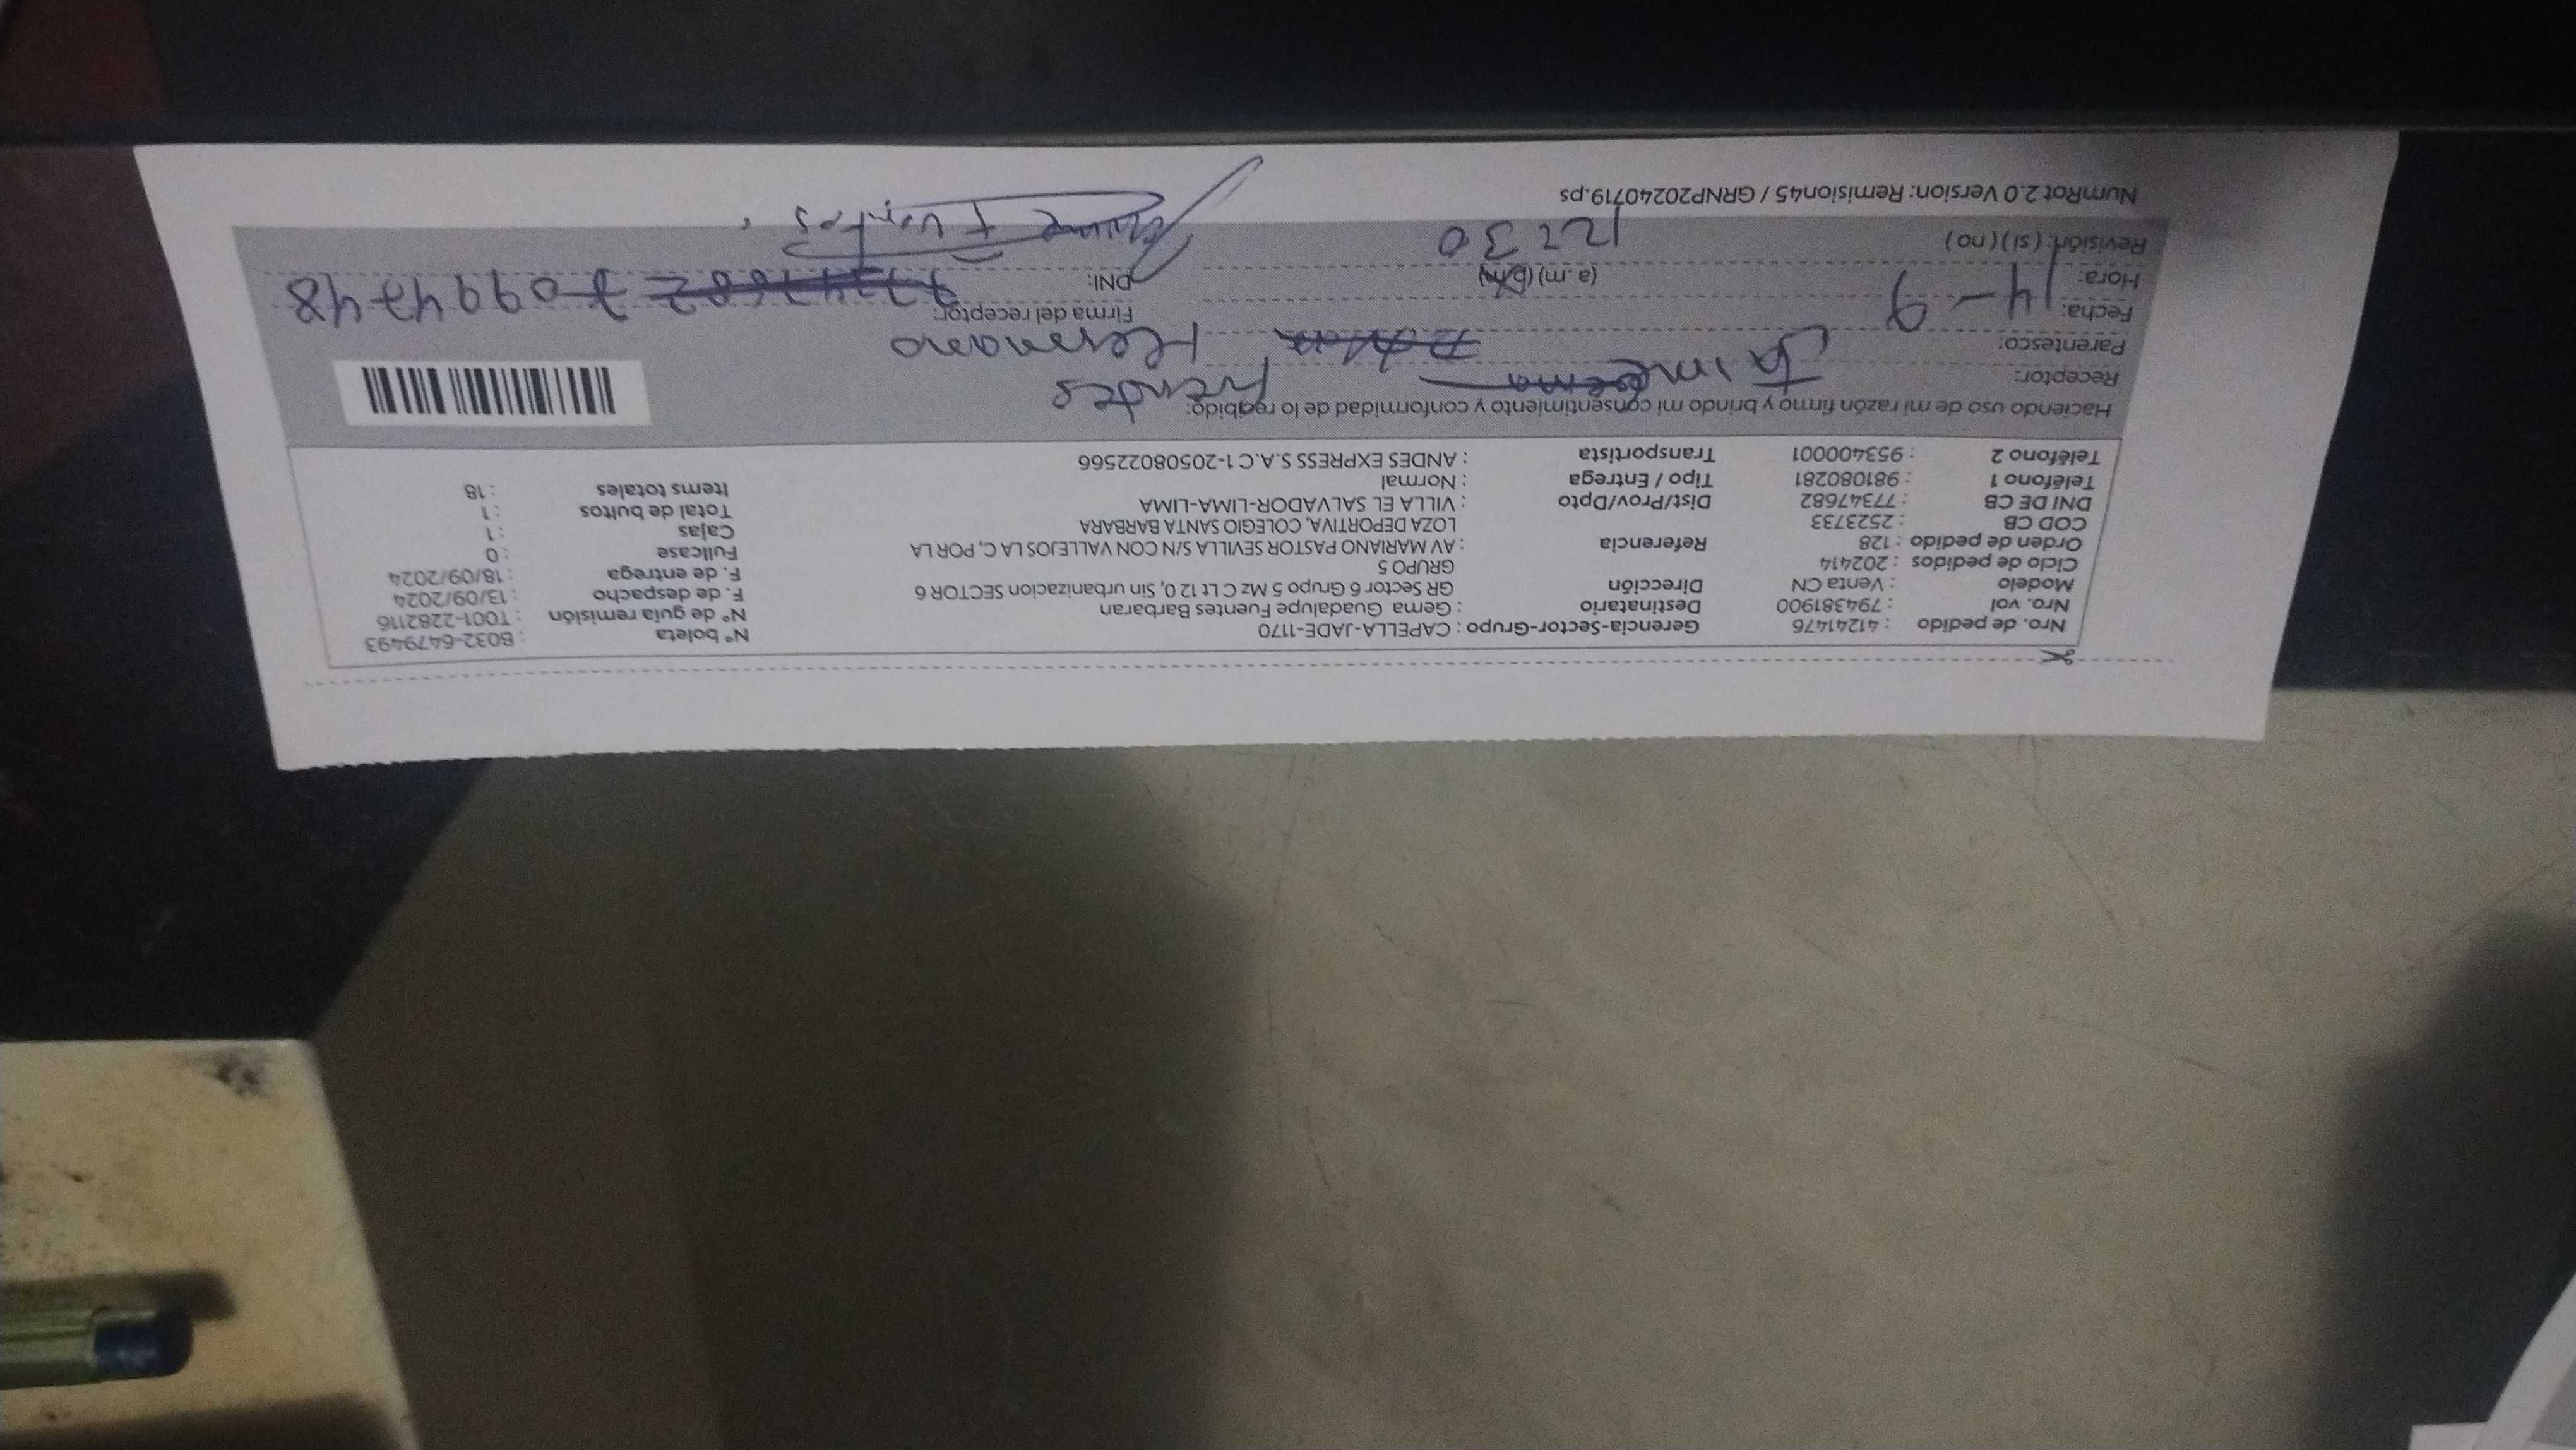 Nro. de pedido : 41241476 Gerencia-Sector-Grupo : CAPELLA-JADE-1170 N° boleta : B032-6479493
Nro. vol : 794381900 Destinatario : Gema Guadalupe Fuentes Barbaran N° de guía remisión : T001-2282116
Modelo : Venta CN Dirección GR Sector 6 Grupo 5 Mz C Lt 12 0, Sin urbanizacion SECTOR 6 F. de despacho : 13/09/2024
Ciclo de pedidos : 202414 GRUPO 5 F. de entrega : 18/09/2024
Orden de pedido : 128 Referencia : AV MARIANO PASTOR SEVILLA S/N CON VALLEJOS LA C, POR LA Fullcase : 0
COD CB : 2523733 LOZA DEPORTIVA, COLEGIO SANTA BARBARA Cajas : 1
DNI DE CB : 77347682 Dist/Prov/Dpto : VILLA EL SALVADOR-LIMA-LIMA Total de bultos : 1
Teléfono 1 : 981080281 Tipo / Entrega : Normal Items totales : 18
Teléfono 2 : 953400001 Transportista : ANDES EXPRESS S.A.C 1-20508022566
Haciendo uso de mi razón firmo y brindo mi consentimiento y conformidad de lo recibido:
Receptor: Jaime
Parentesco: Hermano
Fecha: 14-9 Firma del receptor:
Hora: 12:30 (a.m) (p.m) DNI: 77347682 70994748
Revisión: (si) (no) Jaime Fuentes
NumRot 2.0 Version: Remision45 / GRNP20240719.ps